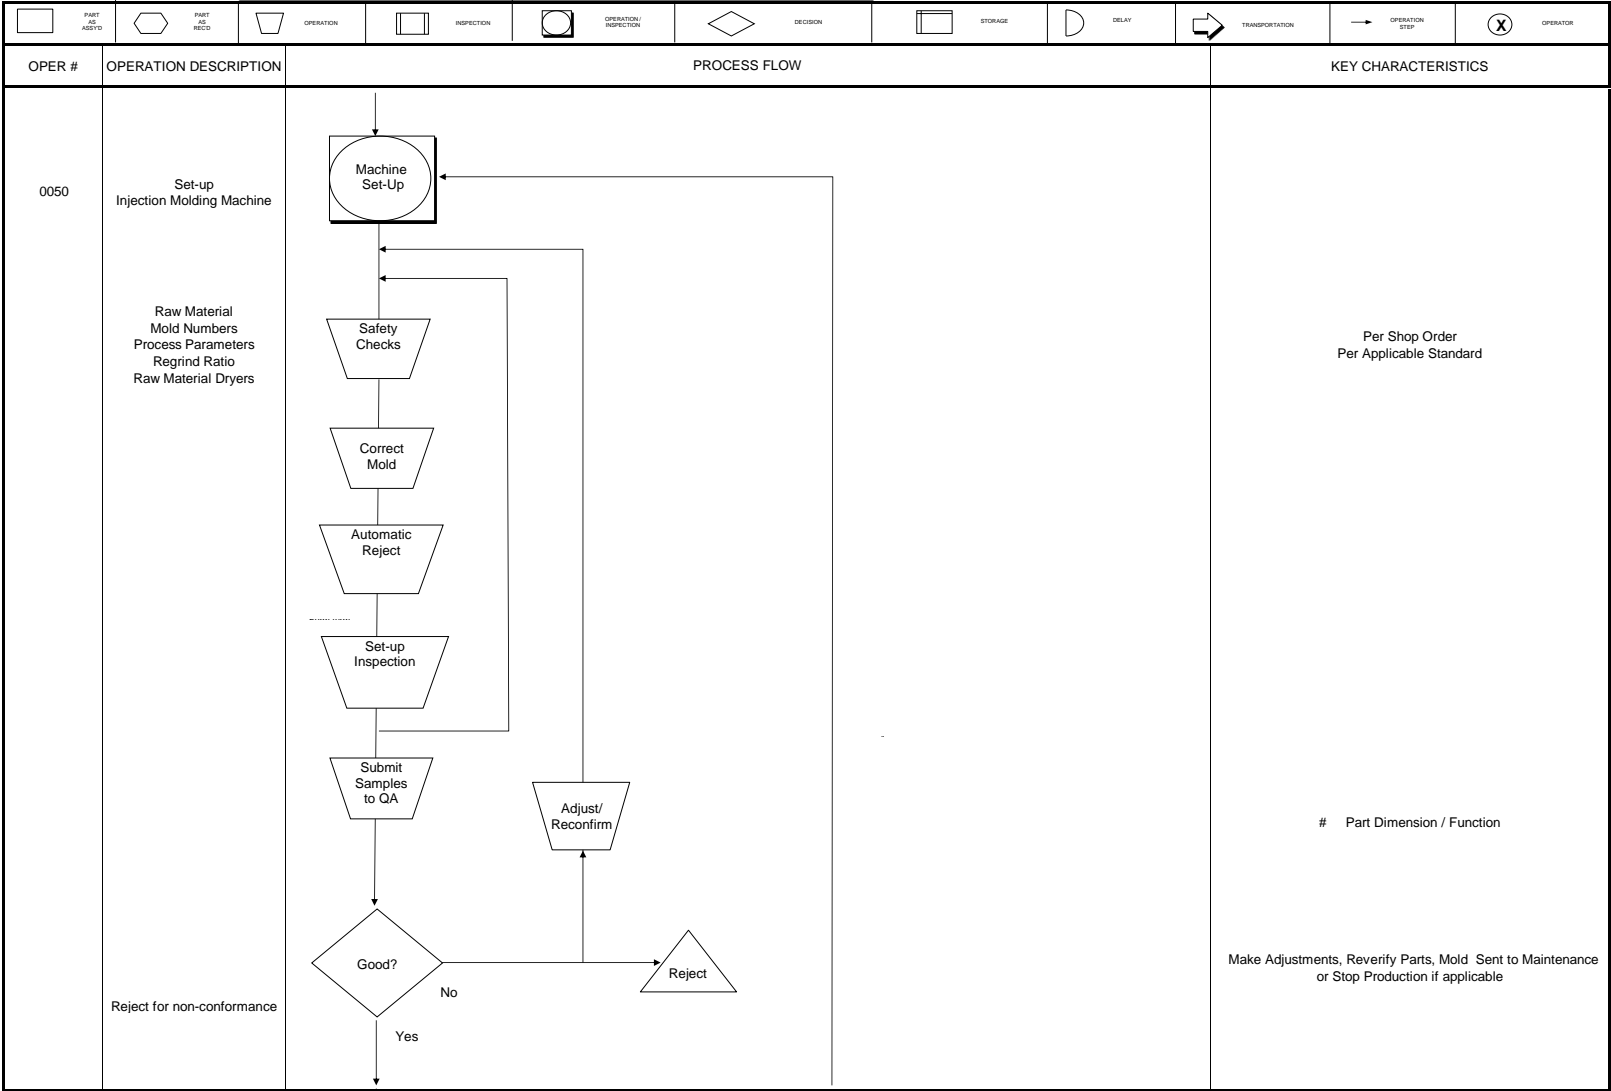 PART
AS
ASSY'D
PART
AS
REC'D
OPERATION
INSPECTION
OPERATION /
INSPECTION
DECISION
STORAGE
DELAY
TRANSPORTATION
OPERATION
STEP
X
OPERATOR
OPER #
OPERATION DESCRIPTION
PROCESS FLOW
KEY CHARACTERISTICS
0050
Set-up
Injection Molding Machine
Machine
Set-Up
Raw Material
Mold Numbers
Process Parameters
Regrind Ratio
Raw Material Dryers
Safety
Checks
Per Shop Order
Per Applicable Standard
Correct
Mold
Automatic
Reject
Set-up
Inspection
Submit
Samples
to QA
Adjust/
Reconfirm
# Part Dimension / Function
Good?
No
Reject
Make Adjustments, Reverify Parts, Mold Sent to Maintenance
or Stop Production if applicable
Reject for non-conformance
Yes